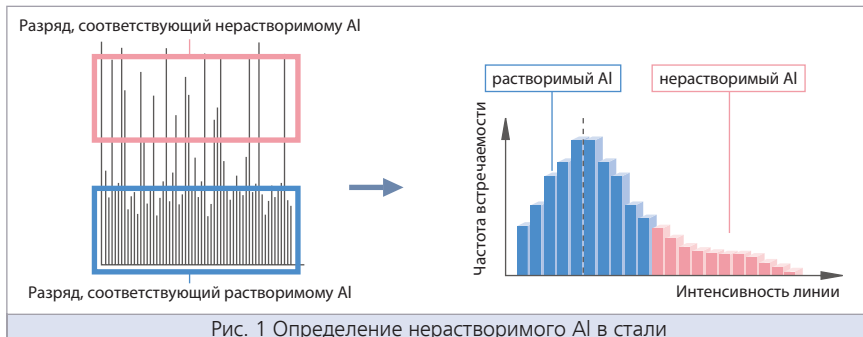 Разряд, соответствующий нерастворимому Al
растворимый Al
нерастворимый Al
Частота встречаемости
Интенсивность линии
Разряд, соответствующий растворимому Al
Рис. 1 Определение нерастворимого Al в стали